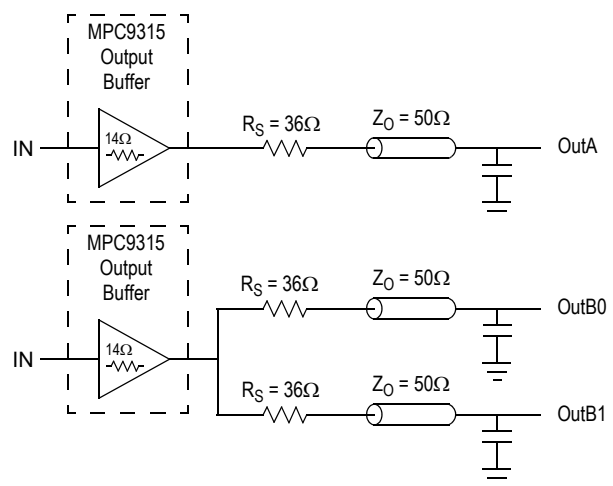 MPC9315
Output
Buffer
IN
14Ω
R_S = 36Ω
Z_O = 50Ω
OutA
MPC9315
Output
Buffer
IN
14Ω
R_S = 36Ω
Z_O = 50Ω
OutB0
R_S = 36Ω
Z_O = 50Ω
OutB1